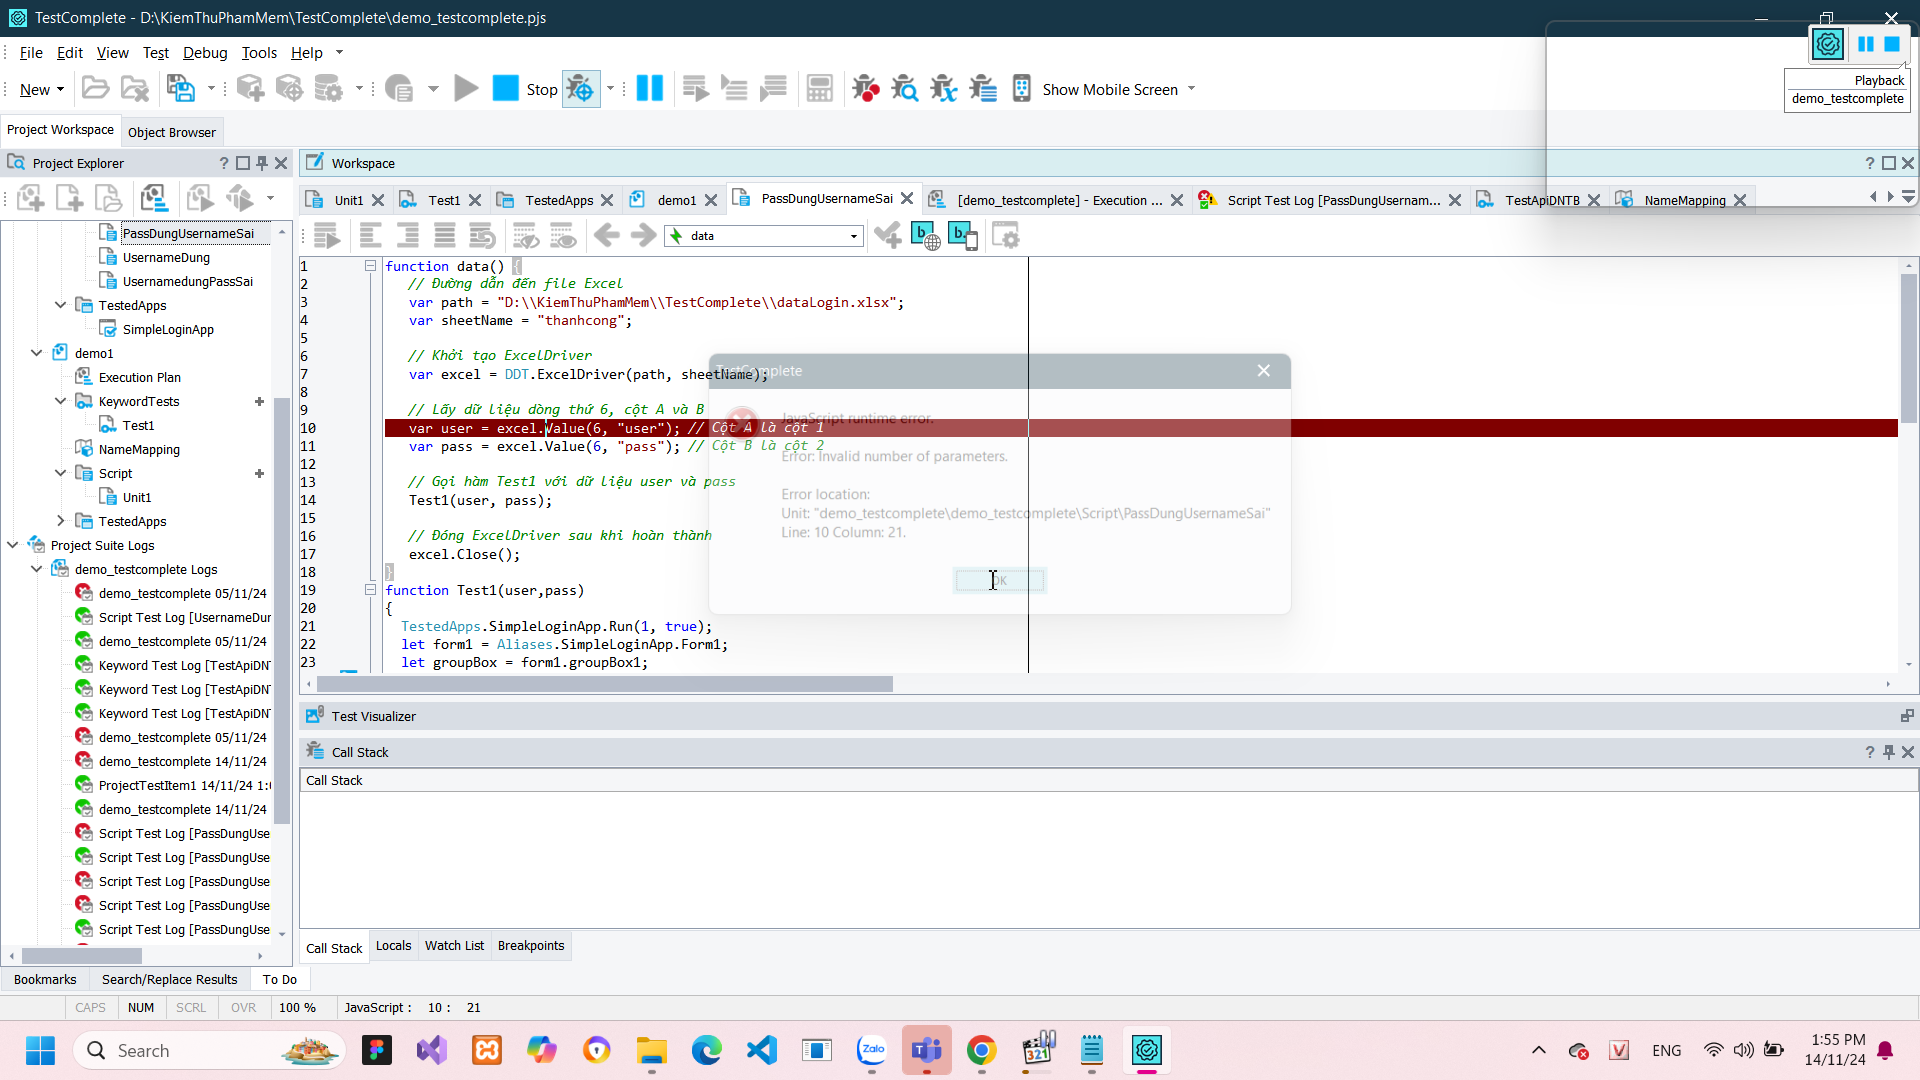 TestComplete - D:\KiemThuPhamMem\TestComplete\demo_testcomplete.pjs
File Edit View Test Debug Tools Help
New Stop Show Mobile Screen
Playback
demo_testcomplete
Project Workspace Object Browser
Project Explorer
Workspace
Unit1 Test1 TestedApps demo1 PassDungUsernameSai [demo_testcomplete] - Execution ... Script Test Log [PassDungUsernam... TestApiDNTB NameMapping
data
PassDungUsernameSai
UsernameDung
UsernamedungPassSai
TestedApps
SimpleLoginApp
demo1
Execution Plan
KeywordTests
Test1
NameMapping
Script
Unit1
TestedApps
Project Suite Logs
demo_testcomplete Logs
demo_testcomplete 05/11/24
Script Test Log [UsernameDur
demo_testcomplete 05/11/24
Keyword Test Log [TestApiDN
Keyword Test Log [TestApiDN
Keyword Test Log [TestApiDN
demo_testcomplete 05/11/24
demo_testcomplete 14/11/24
ProjectTestItem1 14/11/24 1:
demo_testcomplete 14/11/24
Script Test Log [PassDungUse
Script Test Log [PassDungUse
Script Test Log [PassDungUse
Script Test Log [PassDungUse
Script Test Log [PassDungUse
1 function data() {
2 // Đường dẫn đến file Excel
3 var path = "D:\\KiemThuPhamMem\\TestComplete\\dataLogin.xlsx";
4 var sheetName = "thanhcong";
5
6 // Khởi tạo ExcelDriver
7 var excel = DDT.ExcelDriver(path, sheetName);
8
9 // Lấy dữ liệu dòng thứ 6, cột A và B
10 var user = excel.Value(6, "user"); // Cột A là cột 1
11 var pass = excel.Value(6, "pass"); // Cột B là cột 2
12
13 // Gọi hàm Test1 với dữ liệu user và pass
14 Test1(user, pass);
15
16 // Đóng ExcelDriver sau khi hoàn thành
17 excel.Close();
18 }
19 function Test1(user,pass)
20 {
21 TestedApps.SimpleLoginApp.Run(1, true);
22 let form1 = Aliases.SimpleLoginApp.Form1;
23 let groupBox = form1.groupBox1;
TestComplete
JavaScript runtime error.
Error: Invalid number of parameters.
Error location:
Unit: "demo_testcomplete\demo_testcomplete\Script\PassDungUsernameSai"
Line: 10 Column: 21.
OK
Test Visualizer
Call Stack
Call Stack
Call Stack Locals Watch List Breakpoints
Bookmarks Search/Replace Results To Do
CAPS NUM SCRL OVR 100 % JavaScript : 10 : 21
Search
Zalo
321
ENG
1:55 PM
14/11/24